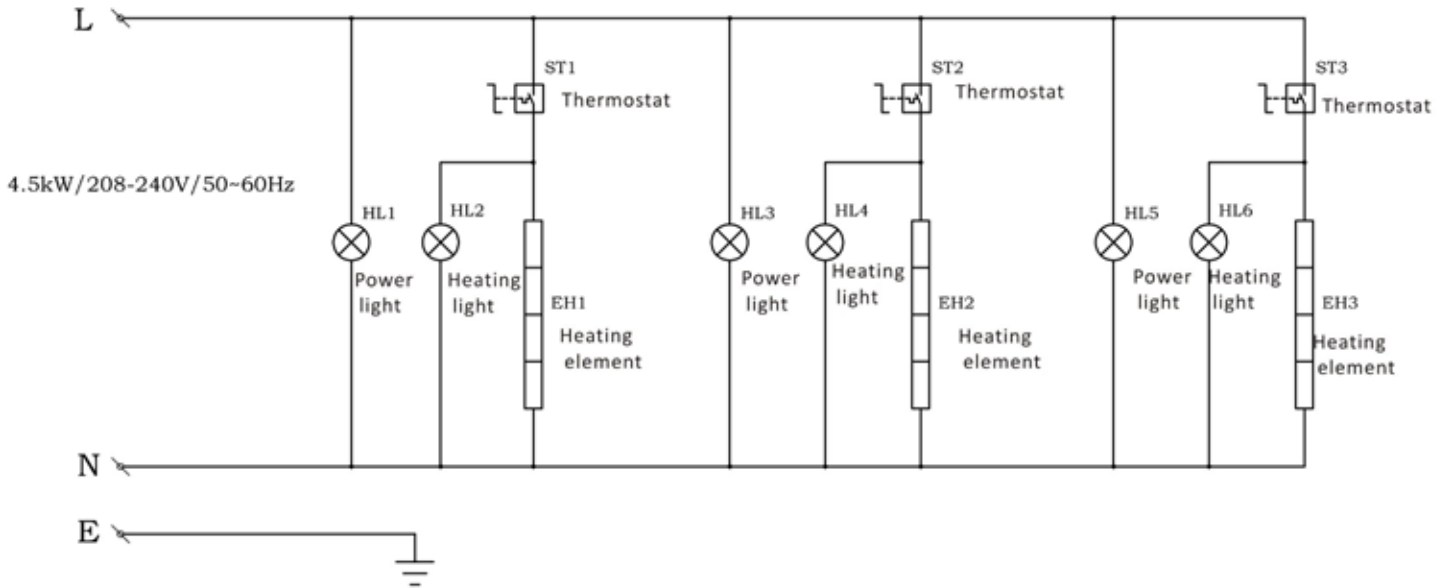 L
ST1
Thermostat
ST2
Thermostat
ST3
Thermostat
4.5kW/208-240V/50~60Hz
HL1
Power
light
HL2
Heating
light
EH1
Heating
element
HL3
Power
light
HL4
Heating
light
EH2
Heating
element
HL5
Power
light
HL6
Heating
light
EH3
Heating
element
N
E